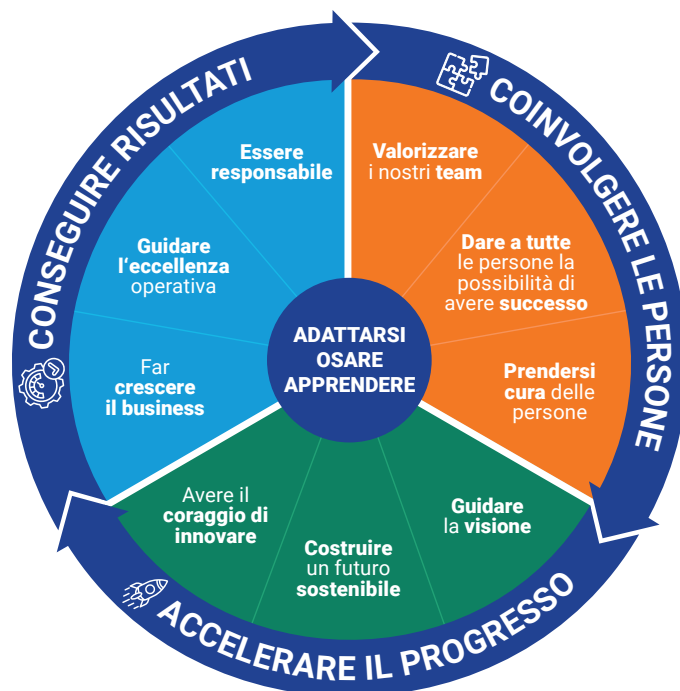 CONSEGUIRE RISULTATI
COINVOLGERE LE PERSONE
Essere
responsabile
Valorizzare
i nostri team
Guidare
l'eccellenza
operativa
Dare a tutte
le persone la
possibilità di
avere successo
ADATTARSI
OSARE
APPRENDERE
Far
crescere
il business
Prendersi
cura delle
persone
Avere il
coraggio di
innovare
Costruire
un futuro
sostenibile
Guidare
la visione
ACCELERARE IL PROGRESSO